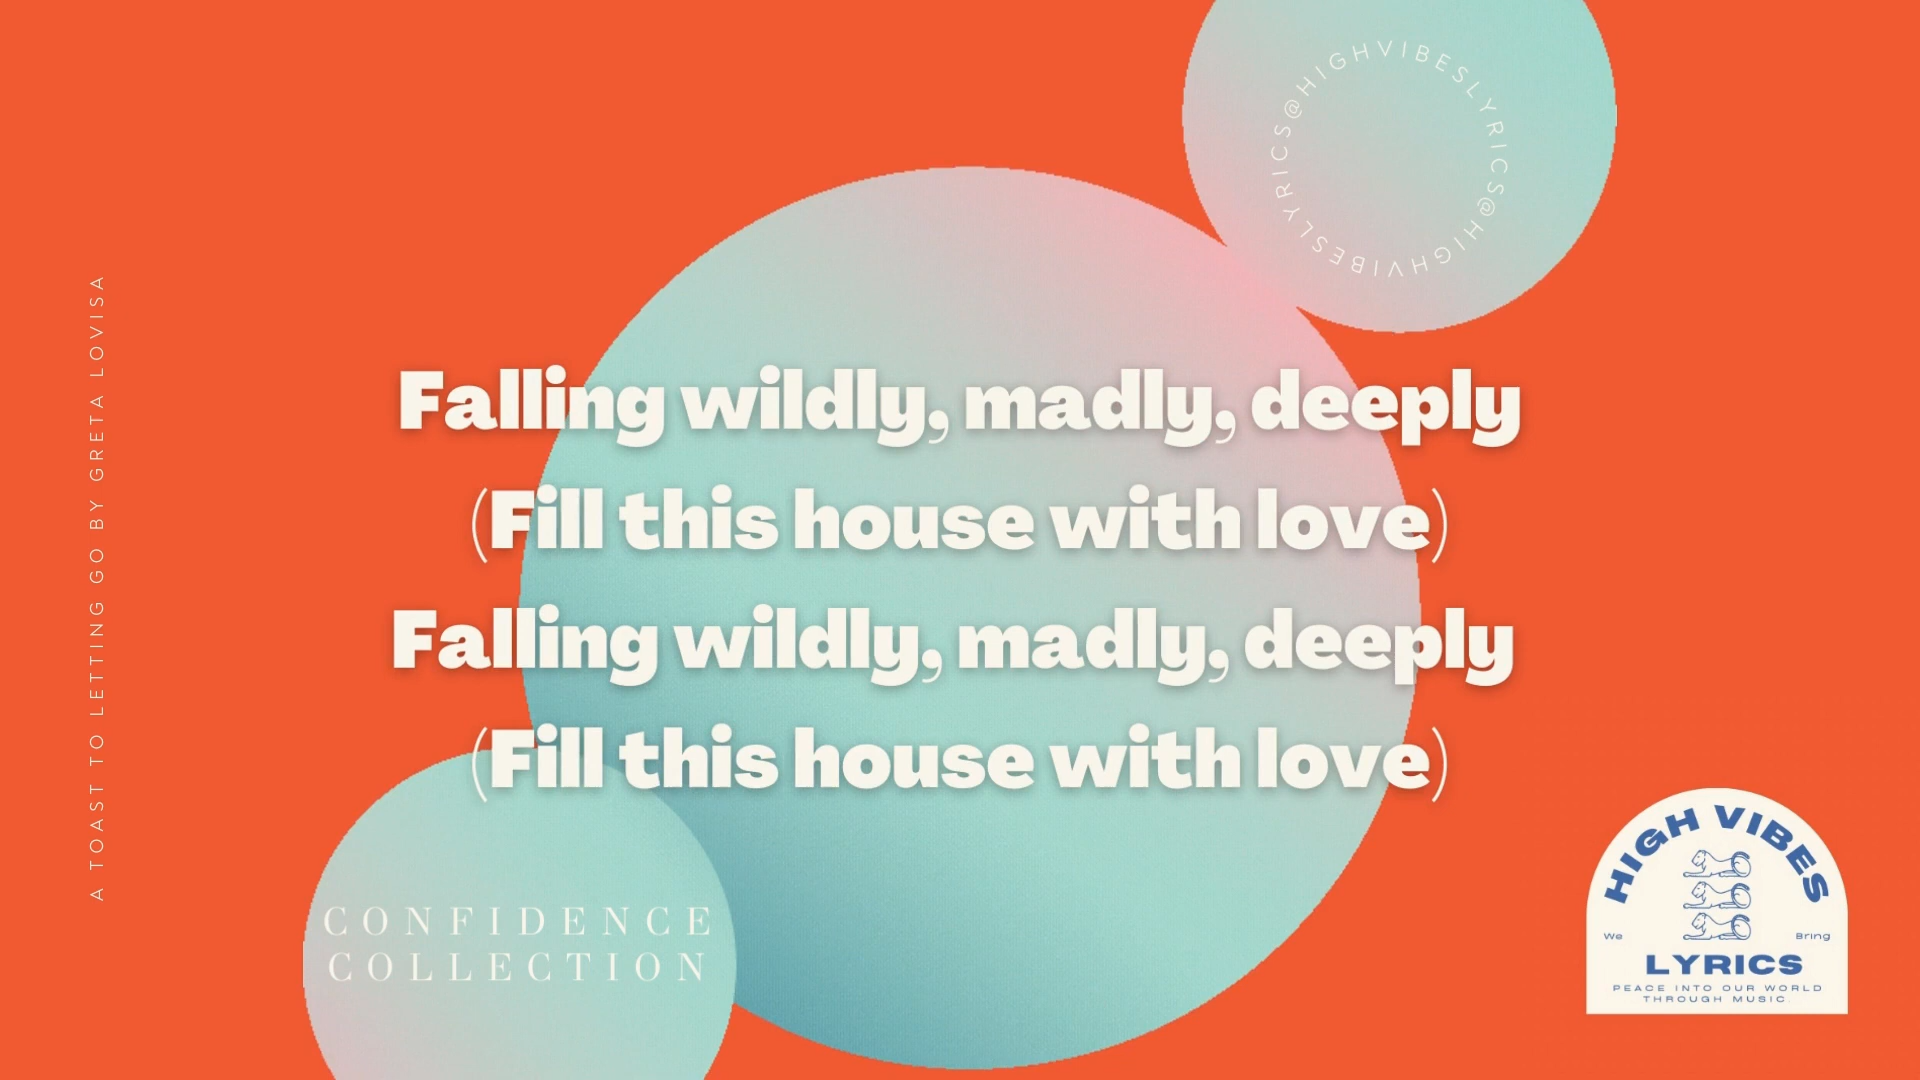 A TOAST TO LETTING GO BY GRETA LOVISA
@HIGHVIBESLYRICS@HIGHVIBESLYRICS
Falling wildly, madly, deeply
(Fill this house with love)
Falling wildly, madly, deeply
(Fill this house with love)
CONFIDENCE
COLLECTION
HIGH VIBES
We Bring
LYRICS
PEACE INTO OUR WORLD
THROUGH MUSIC